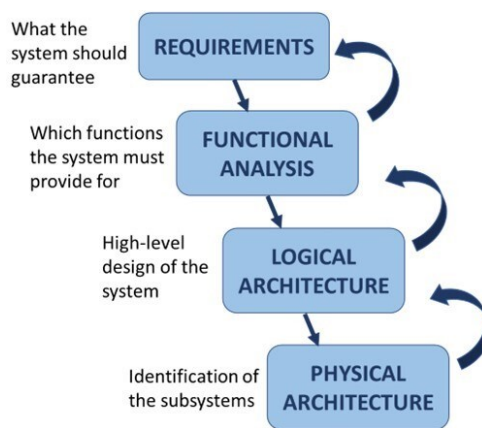 What the
system should
guarantee
REQUIREMENTS
Which functions
the system must
provide for
FUNCTIONAL
ANALYSIS
High-level
design of the
system
LOGICAL
ARCHITECTURE
Identification of
the subsystems
PHYSICAL
ARCHITECTURE